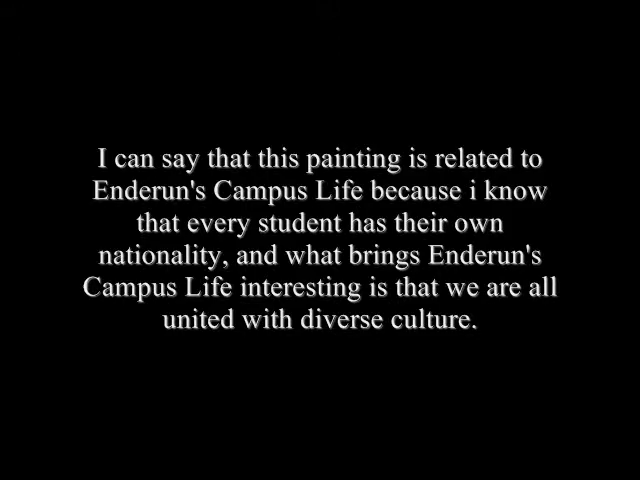 I can say that this painting is related to
Enderun's Campus Life because i know
that every student has their own
nationality, and what brings Enderun's
Campus Life interesting is that we are all
united with diverse culture.